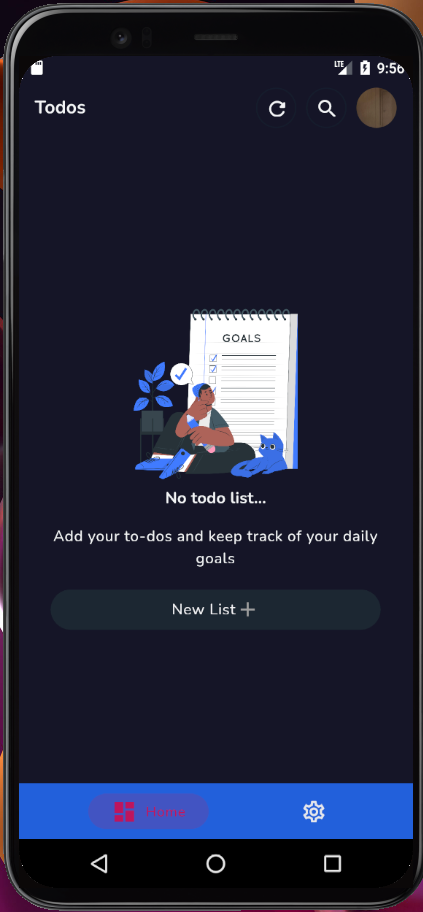 LTE 9:56
Todos
GOALS
No todo list...
Add your to-dos and keep track of your daily
goals
New List +
Home